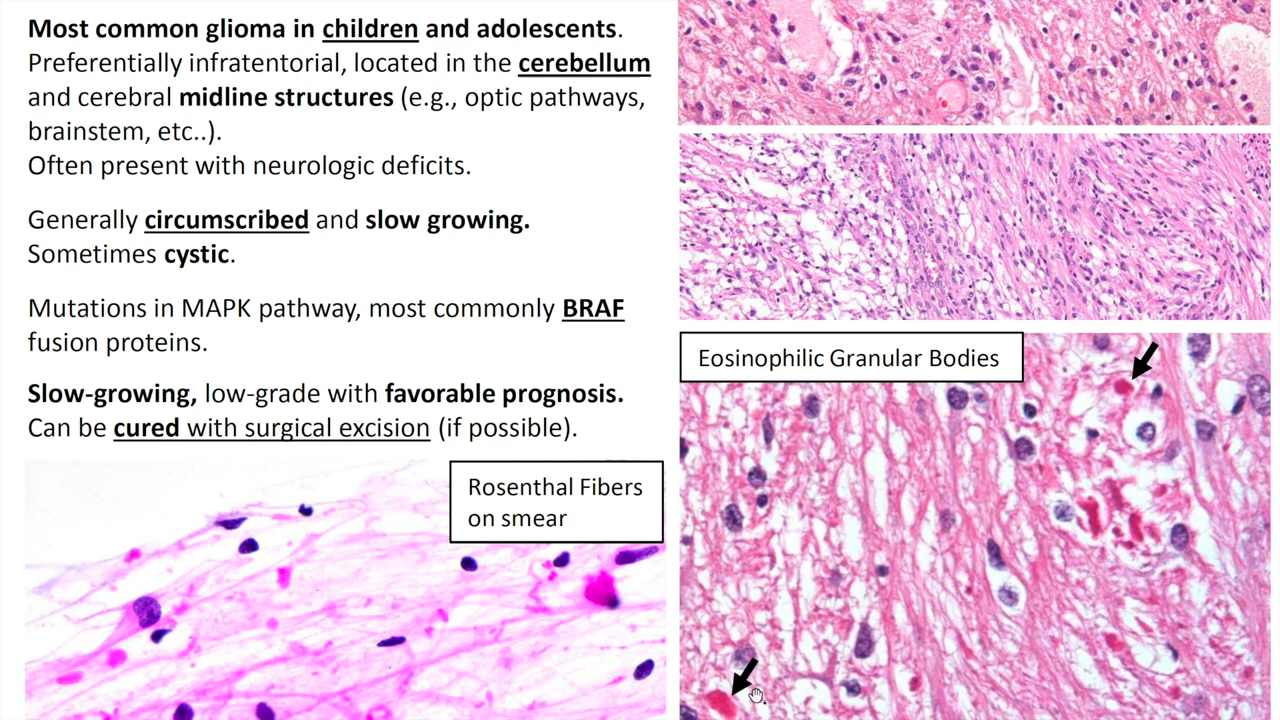 Most common glioma in children and adolescents.
Preferentially infratentorial, located in the cerebellum
and cerebral midline structures (e.g., optic pathways,
brainstem, etc..).
Often present with neurologic deficits.
Generally circumscribed and slow growing.
Sometimes cystic.
Mutations in MAPK pathway, most commonly BRAF
fusion proteins.
Slow-growing, low-grade with favorable prognosis.
Can be cured with surgical excision (if possible).
Rosenthal Fibers
on smear
Eosinophilic Granular Bodies